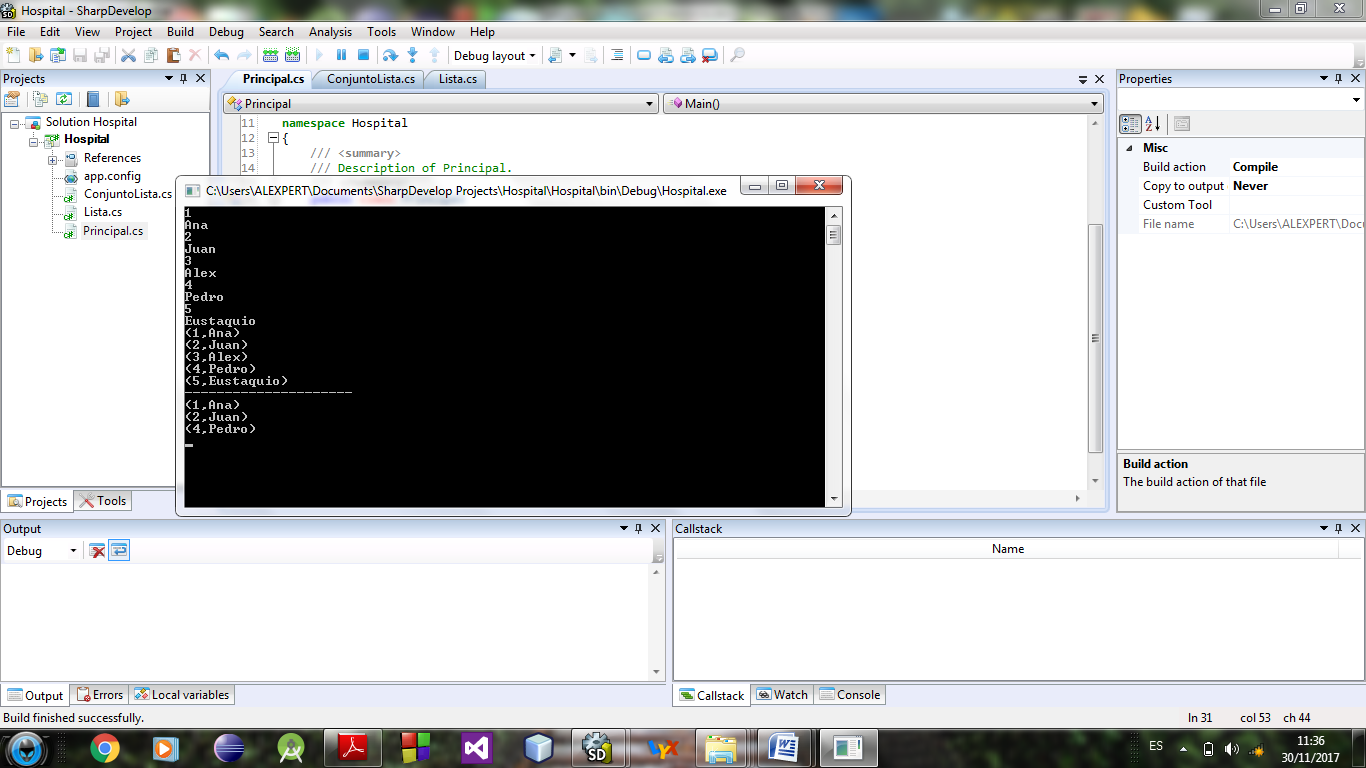 Hospital - SharpDevelop
File Edit View Project Build Debug Search Analysis Tools Window Help
Debug layout
Projects
Solution Hospital
Hospital
References
app.config
ConjuntoLista.cs
Lista.cs
Principal.cs
Projects Tools
Principal.cs ConjuntoLista.cs Lista.cs
Principal Main()
11 namespace Hospital
12 {
13 /// <summary>
14 /// Description of Principal.
C:\Users\ALEXPERT\Documents\SharpDevelop Projects\Hospital\Hospital\bin\Debug\Hospital.exe
1
Ana
2
Juan
3
Alex
4
Pedro
5
Eustaquio
(1,Ana)
(2,Juan)
(3,Alex)
(4,Pedro)
(5,Eustaquio)
---------------------
(1,Ana)
(2,Juan)
(4,Pedro)
Properties
Misc
Build action Compile
Copy to output Never
Custom Tool
File name C:\Users\ALEXPERT\Docu
Build action
The build action of that file
Output
Debug
Output Errors Local variables
Callstack
Name
Callstack Watch Console
Build finished successfully.
ln 31 col 53 ch 44
ES
11:36
30/11/2017